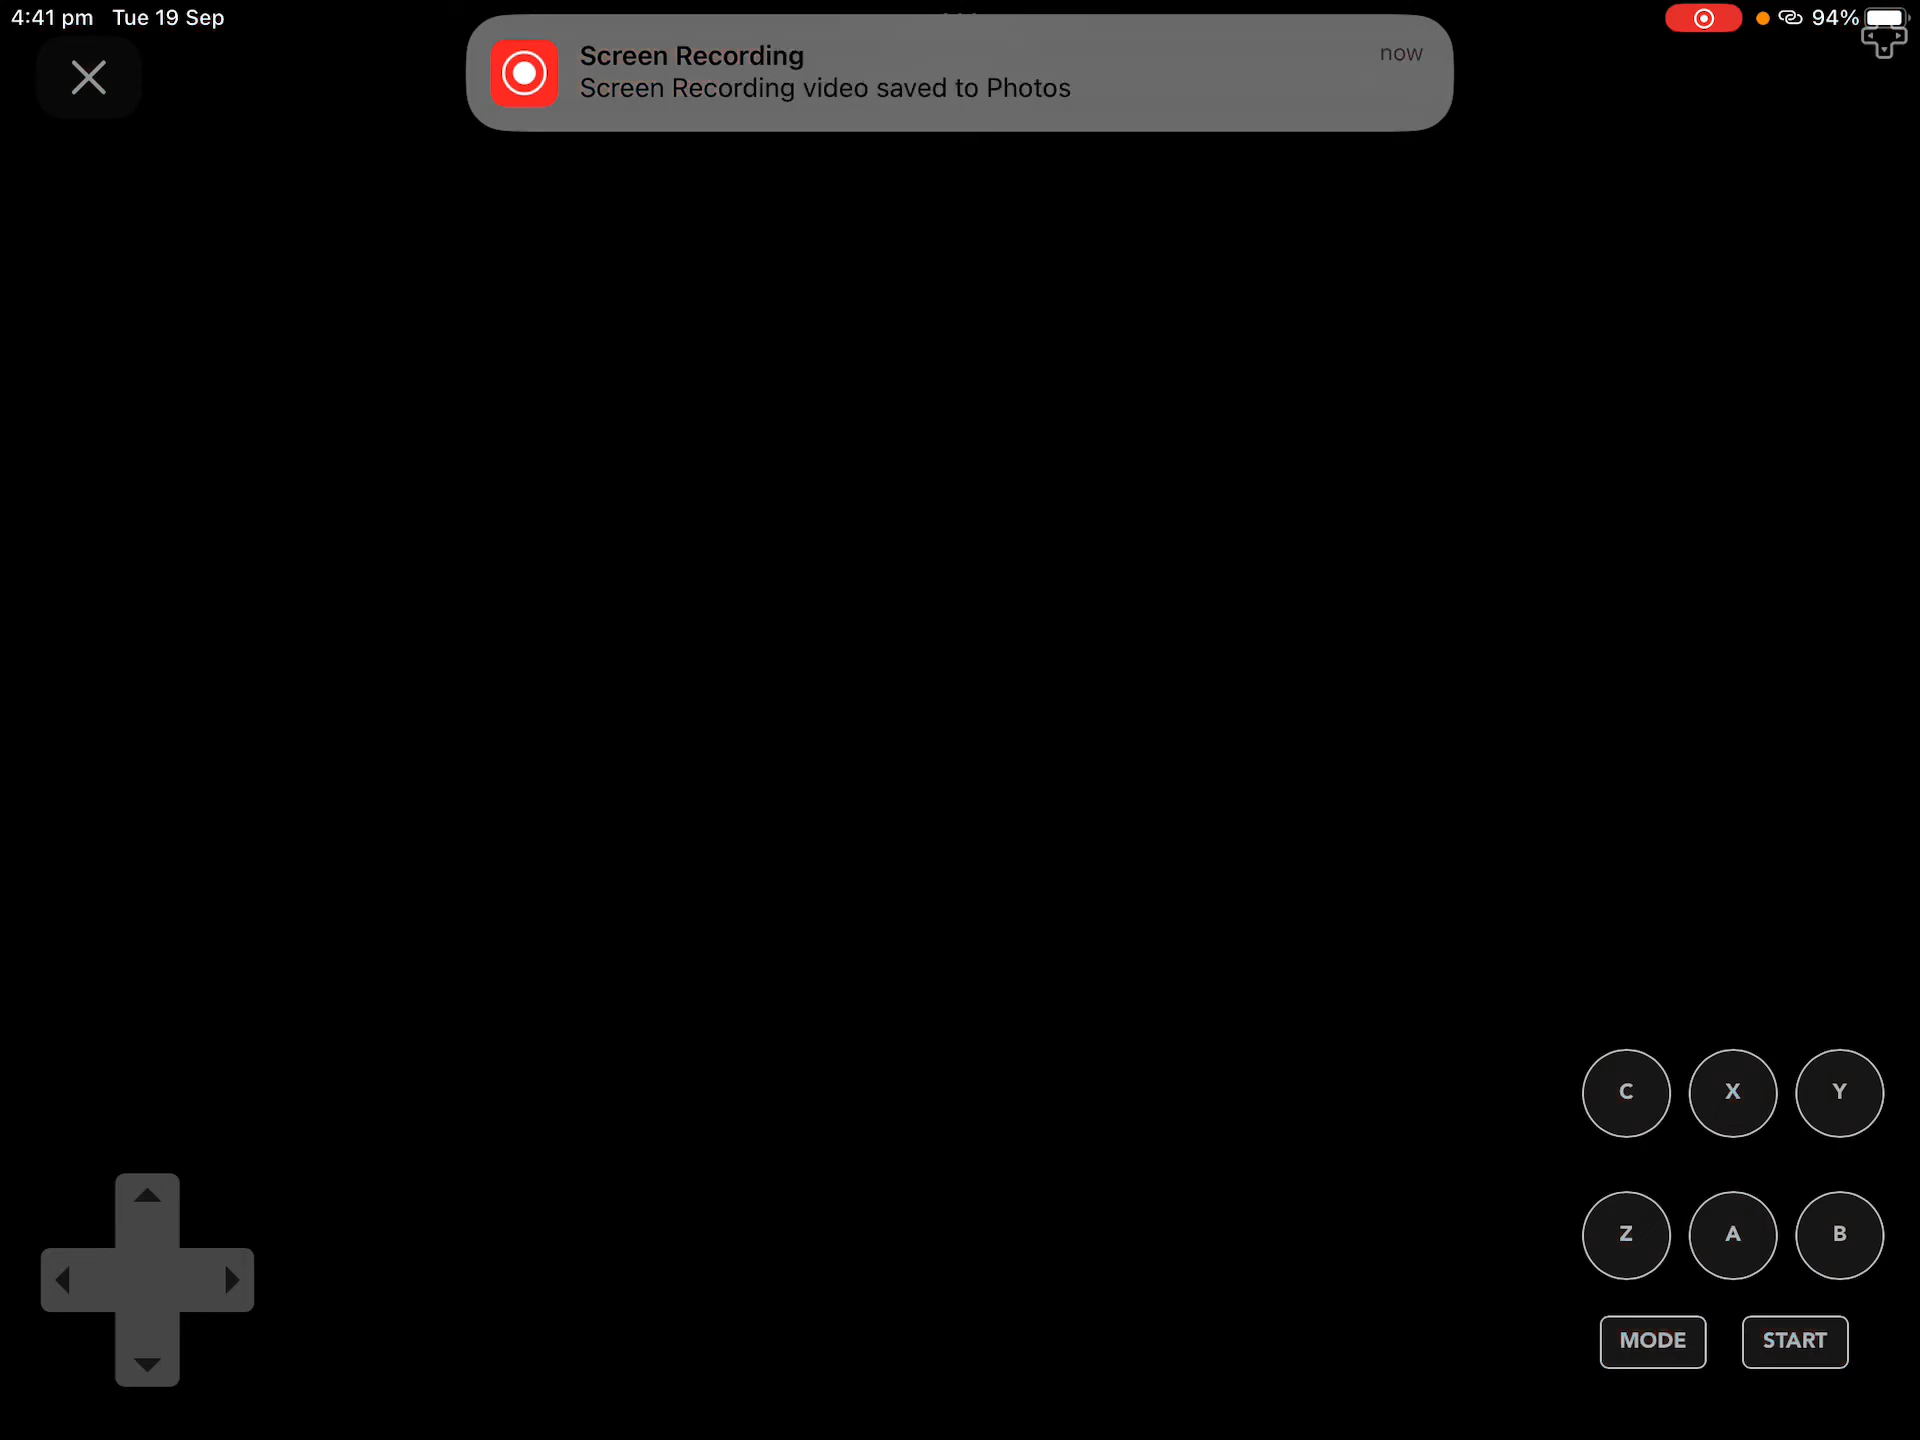 4:41 pm Tue 19 Sep
94%
Screen Recording
now
Screen Recording video saved to Photos
C X Y
Z A B
MODE START